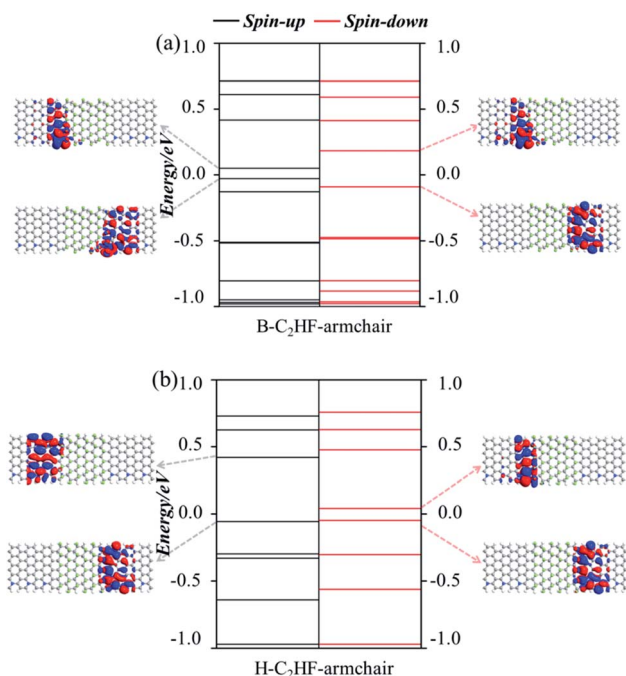 Spin-up Spin-down
(a) 1.0 1.0
0.5 0.5
0.0 0.0
-0.5 -0.5
-1.0 -1.0
Energy/eV
B-C₂HF-armchair
(b) 1.0 1.0
0.5 0.5
0.0 0.0
-0.5 -0.5
-1.0 -1.0
Energy/eV
H-C₂HF-armchair